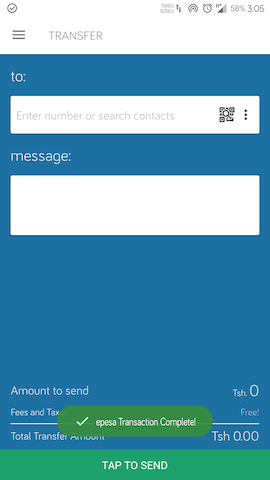 58% 3:05
TRANSFER
to:
Enter number or search contacts
message:
Amount to send Tsh. 0
Fees and Tax Free!
epesa Transaction Complete!
Total Transfer Amount Tsh 0.00
TAP TO SEND